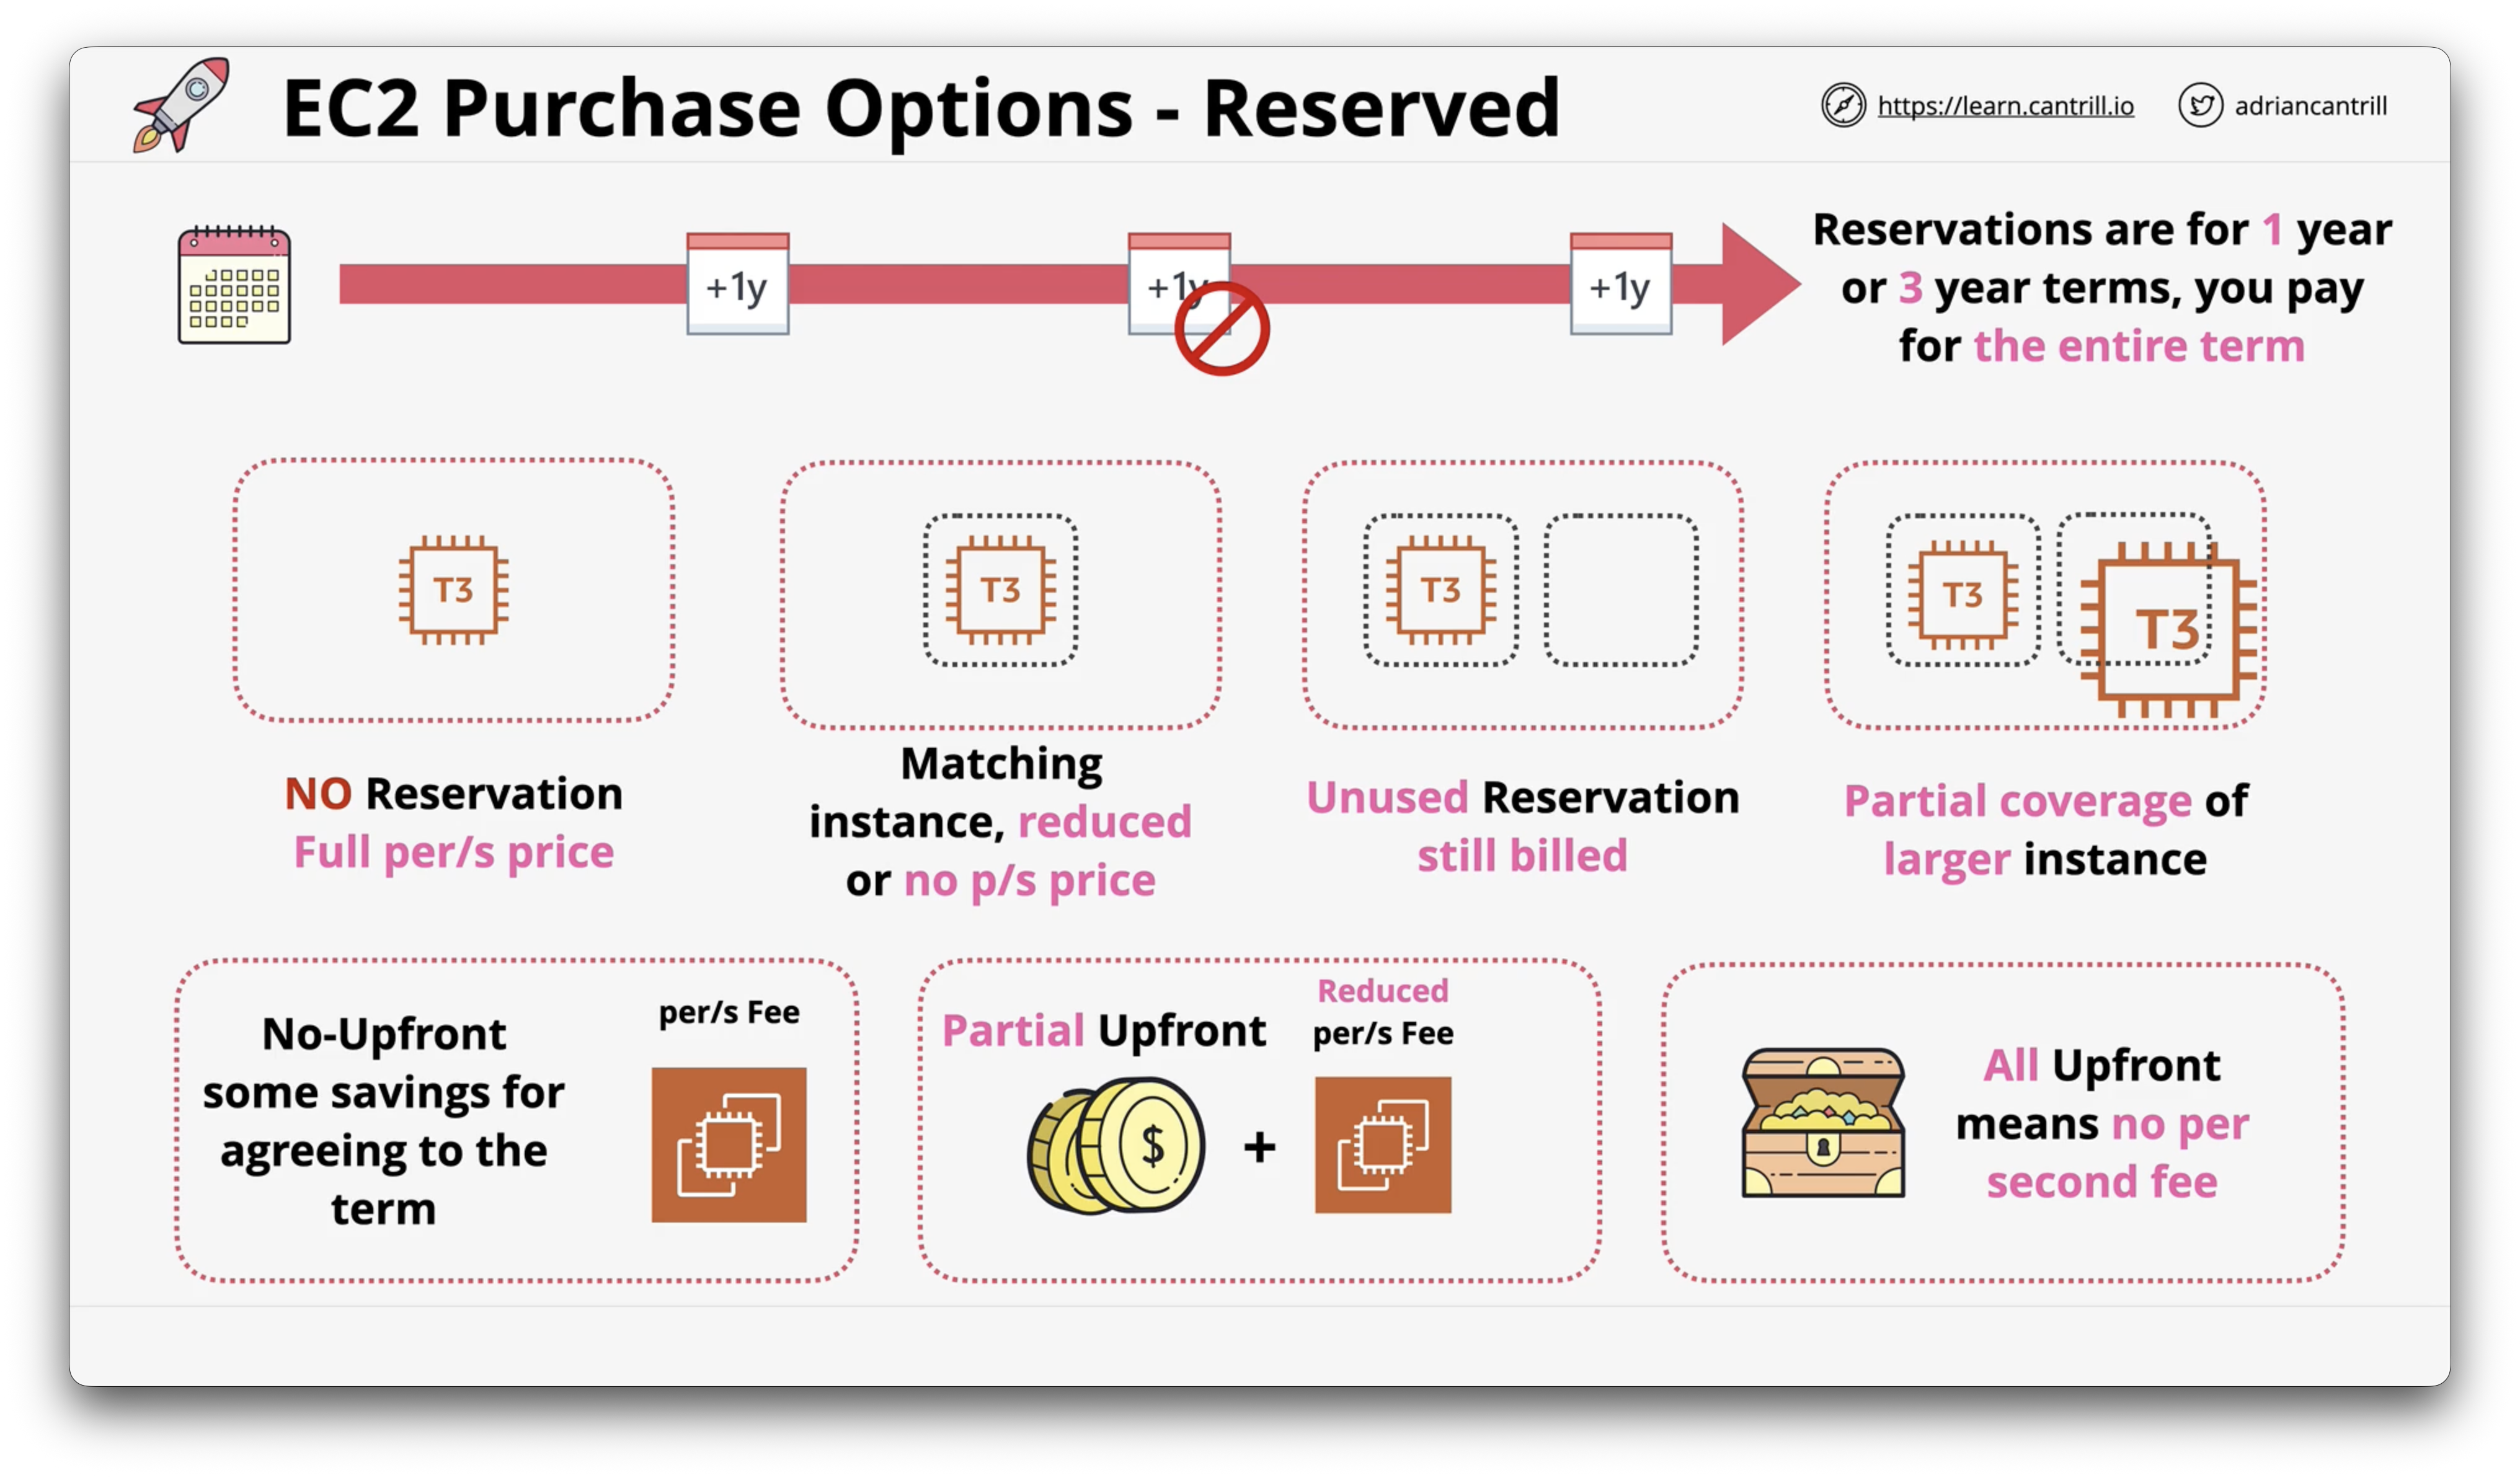 EC2 Purchase Options - Reserved
https://learn.cantrill.io
adriancantrill
+1y
+1y
+1y
Reservations are for 1 year
or 3 year terms, you pay
for the entire term
T3
T3
T3
T3
T3
NO Reservation
Full per/s price
Matching
instance, reduced
or no p/s price
Unused Reservation
still billed
Partial coverage of
larger instance
No-Upfront
some savings for
agreeing to the
term
per/s Fee
Partial Upfront
Reduced
per/s Fee
$
+
All Upfront
means no per
second fee